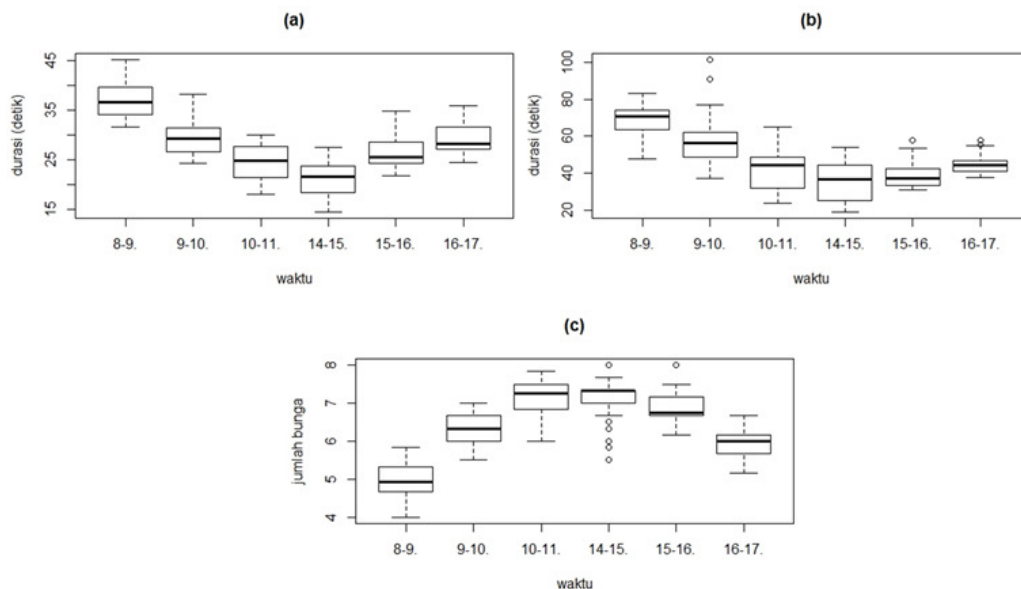 (a)
durasi (detik)
45
35
25
15
8-9. 9-10. 10-11. 14-15. 15-16. 16-17.
waktu
(b)
durasi (detik)
100
80
60
40
20
8-9. 9-10. 10-11. 14-15. 15-16. 16-17.
waktu
(c)
jumlah bunga
8
7
6
5
4
8-9. 9-10. 10-11. 14-15. 15-16. 16-17.
waktu